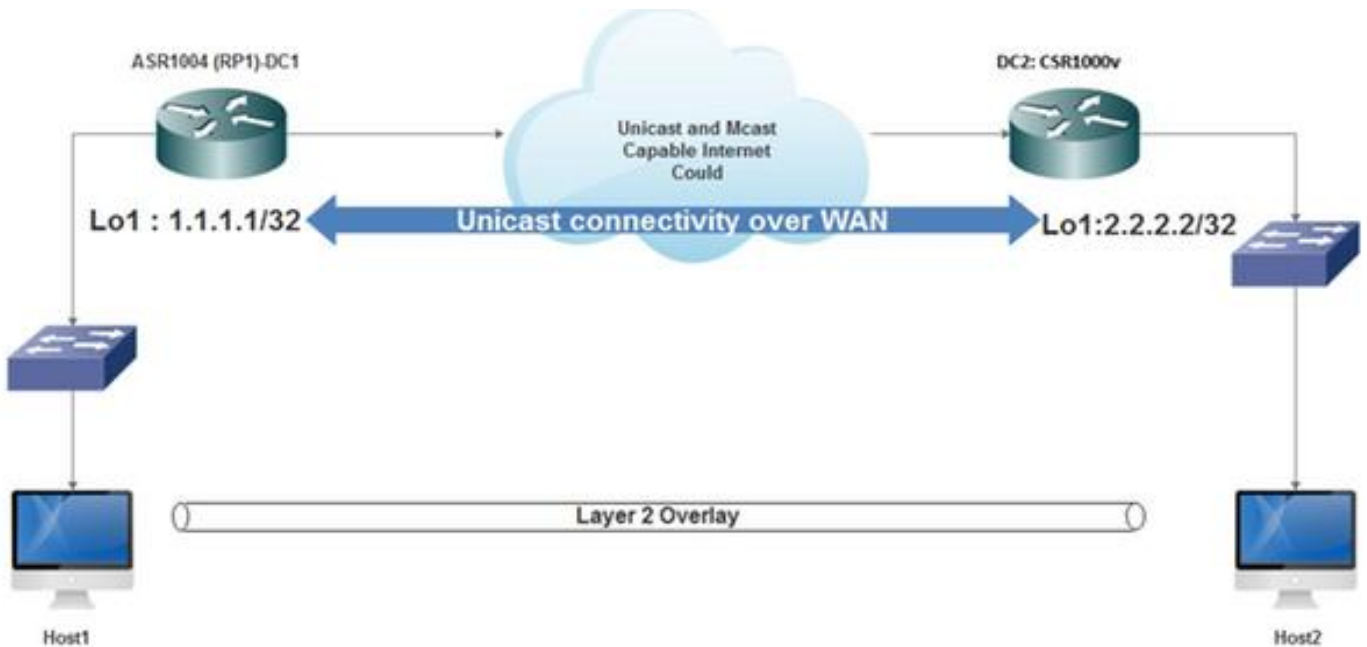 ASR1004 (RP1)-DC1
DC2: CSR1000v
Unicast and Mcast
Capable Internet
Could
Lo1 : 1.1.1.1/32
Unicast connectivity over WAN
Lo1:2.2.2.2/32
Layer 2 Overlay
Host1
Host2